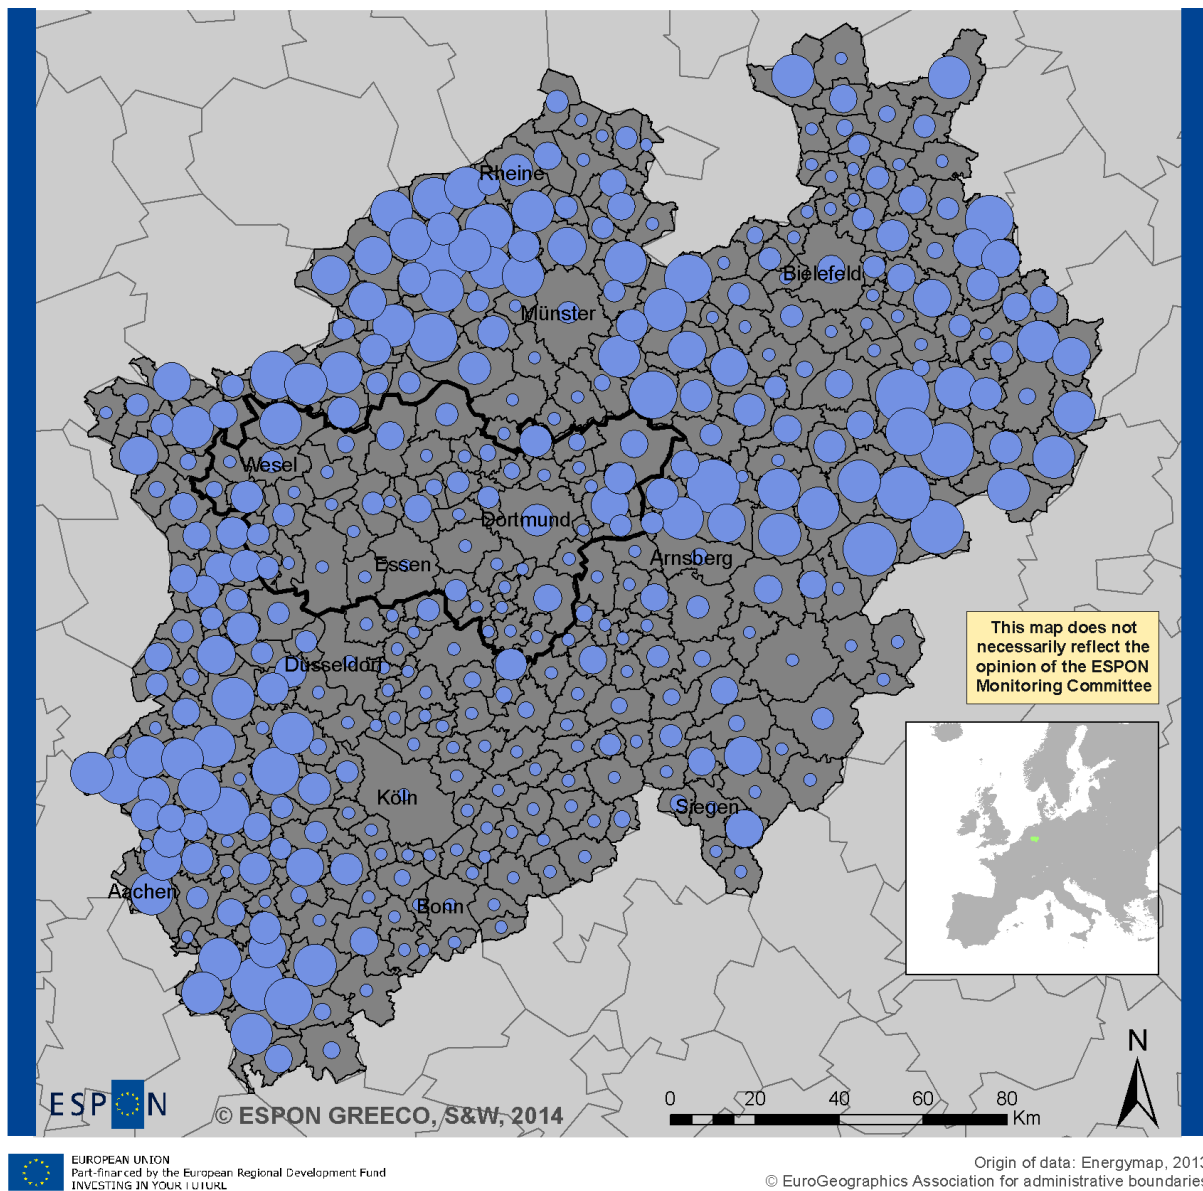 Rheine
Bielefeld
Münster
Wesel
Dortmund
Essen
Arnsberg
Düsseldorf
This map does not
necessarily reflect the
opinion of the ESPON
Monitoring Committee
Köln
Siegen
Aachen
Bonn
N
0 20 40 60 80
Km
ESPON
© ESPON GREECO, S&W, 2014
EUROPEAN UNION
Part-financed by the European Regional Development Fund
INVESTING IN YOUR FUTURE
Origin of data: Energymap, 2013
© EuroGeographics Association for administrative boundaries